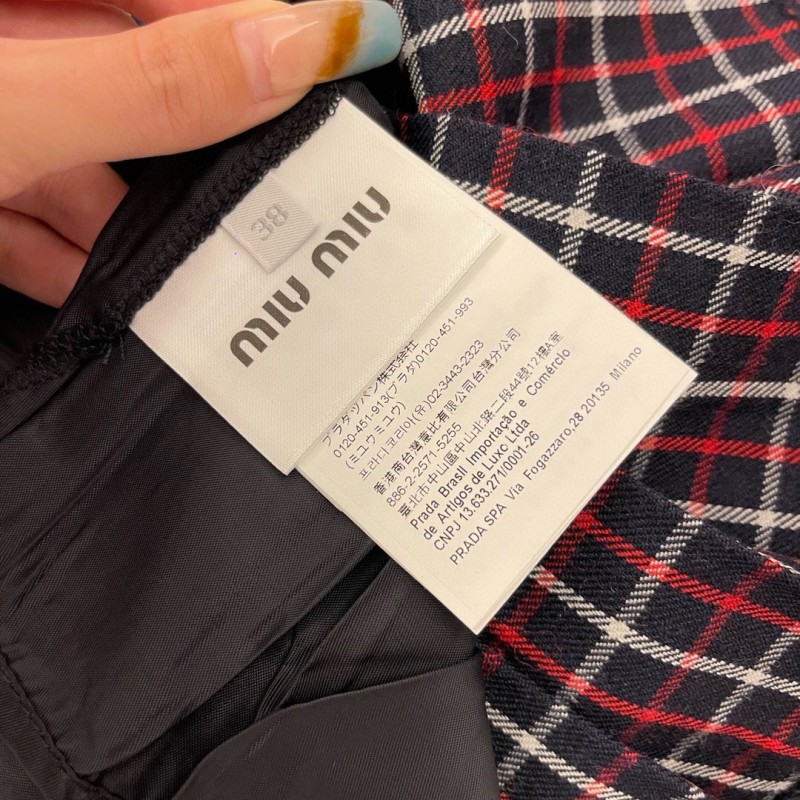 38
MIU MIU
プラダジャパン株式会社
0120-451-913(プラダ)0120-451-993
(ミュウミュウ)
프라다코리아(유)02-3443-2323
香港商台灣普拉達有限公司台灣分公司
886-2-2571-5255
臺北市中山區中山北路二段44號12樓A室
Prada Brasil Importação e Comércio
de Artigos de Luxo Ltda
CNPJ 13.633.271/0001-26
PRADA SPA Via Fogazzaro,28 20135 Milano